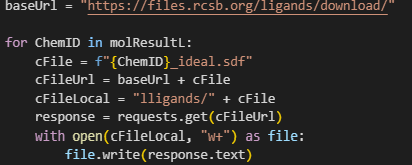 baseUrl = "https://files.rcsb.org/ligands/download/"
for ChemID in molResultL:
    cFile = f"{ChemID}_ideal.sdf"
    cFileUrl = baseUrl + cFile
    cFileLocal = "lligands/" + cFile
    response = requests.get(cFileUrl)
    with open(cFileLocal, "w+") as file:
        file.write(response.text)